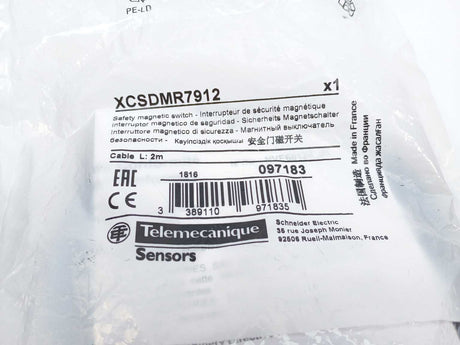 PE-LD
XCSDMR7912 x1
Safety magnetic switch - Interrupteur de sécurité magnétique
Interruptor magnetico de seguridad - Sicherheits Magnetschalter
Interruttore magnetico di sicurezza - Магнитный выключатель
безопасности - Қауіпсіздік қосқышы 安全门磁开关
Cable L: 2m
EAC 1816 097183
CE
3 389110 971835
Telemecanique
Sensors
Schneider Electric
35 rue Joseph Monier
92506 Rueil-Malmaison, France
Made in France
Сделано во Франции
法国制造 Францияда жасалған